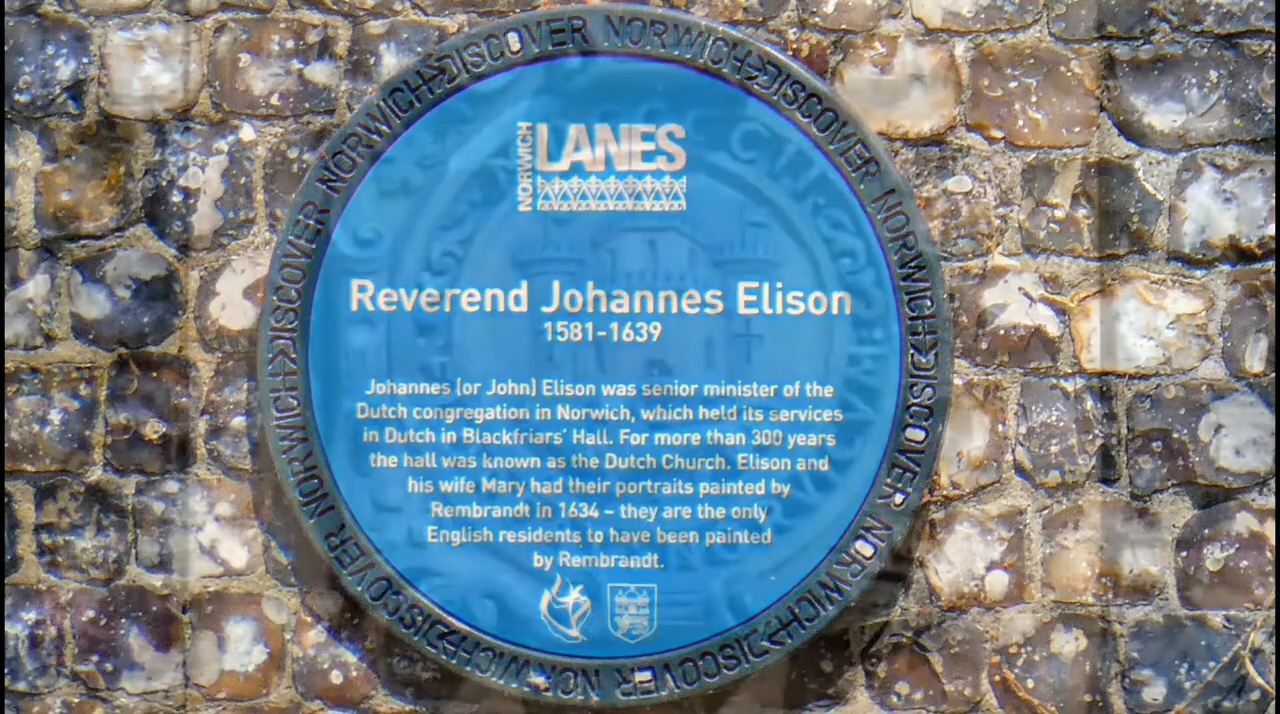 DISCOVER NORWICH>>DISCOVER NORWICH>>DISCOVER NORWICH>>DISCOVER NORWICH>>DISCOVER NORWICH>>DISCOVER NORWICH>>DISCOVER NORWICH>>
NORWICH
LANES
Reverend Johannes Elison
1581-1639
Johannes (or John) Elison was senior minister of the
Dutch congregation in Norwich, which held its services
in Dutch in Blackfriars' Hall. For more than 300 years
the hall was known as the Dutch Church. Elison and
his wife Mary had their portraits painted by
Rembrandt in 1634 – they are the only
English residents to have been painted
by Rembrandt.